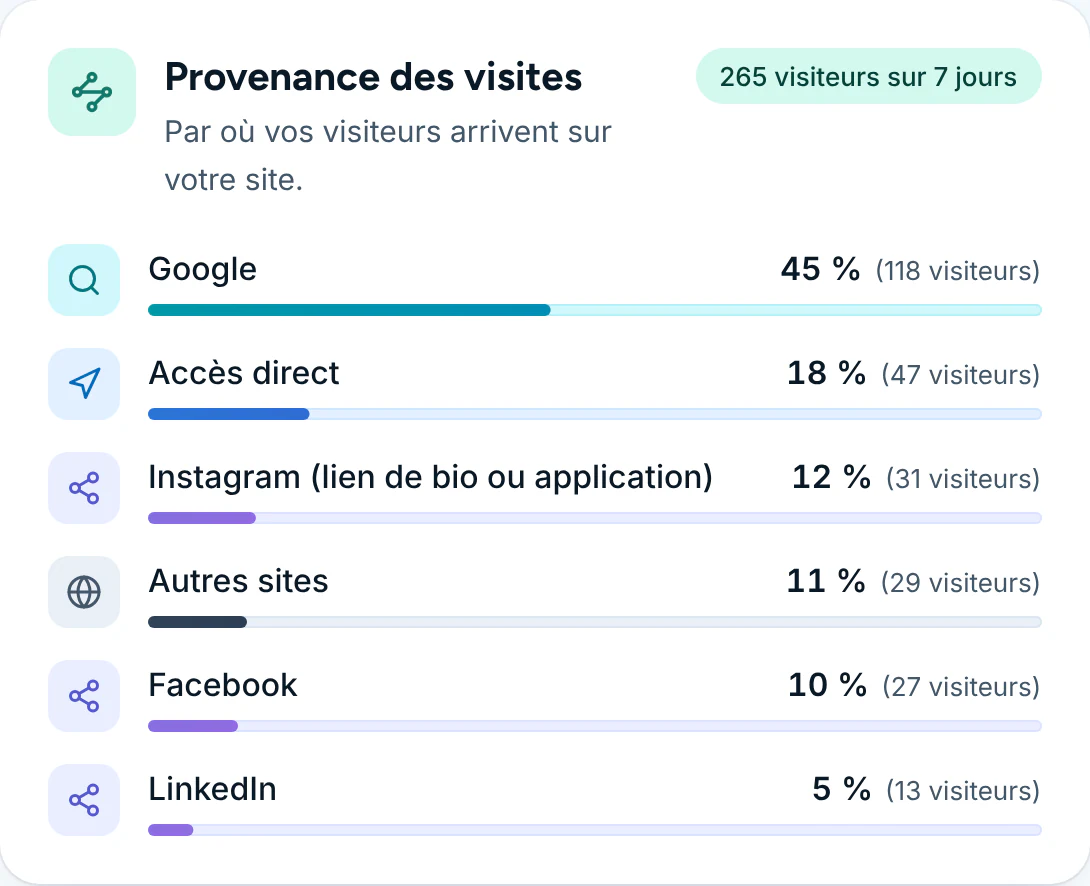 Provenance des visites
265 visiteurs sur 7 jours
Par où vos visiteurs arrivent sur
votre site.
Google 45 % (118 visiteurs)
Accès direct 18 % (47 visiteurs)
Instagram (lien de bio ou application) 12 % (31 visiteurs)
Autres sites 11 % (29 visiteurs)
Facebook 10 % (27 visiteurs)
LinkedIn 5 % (13 visiteurs)